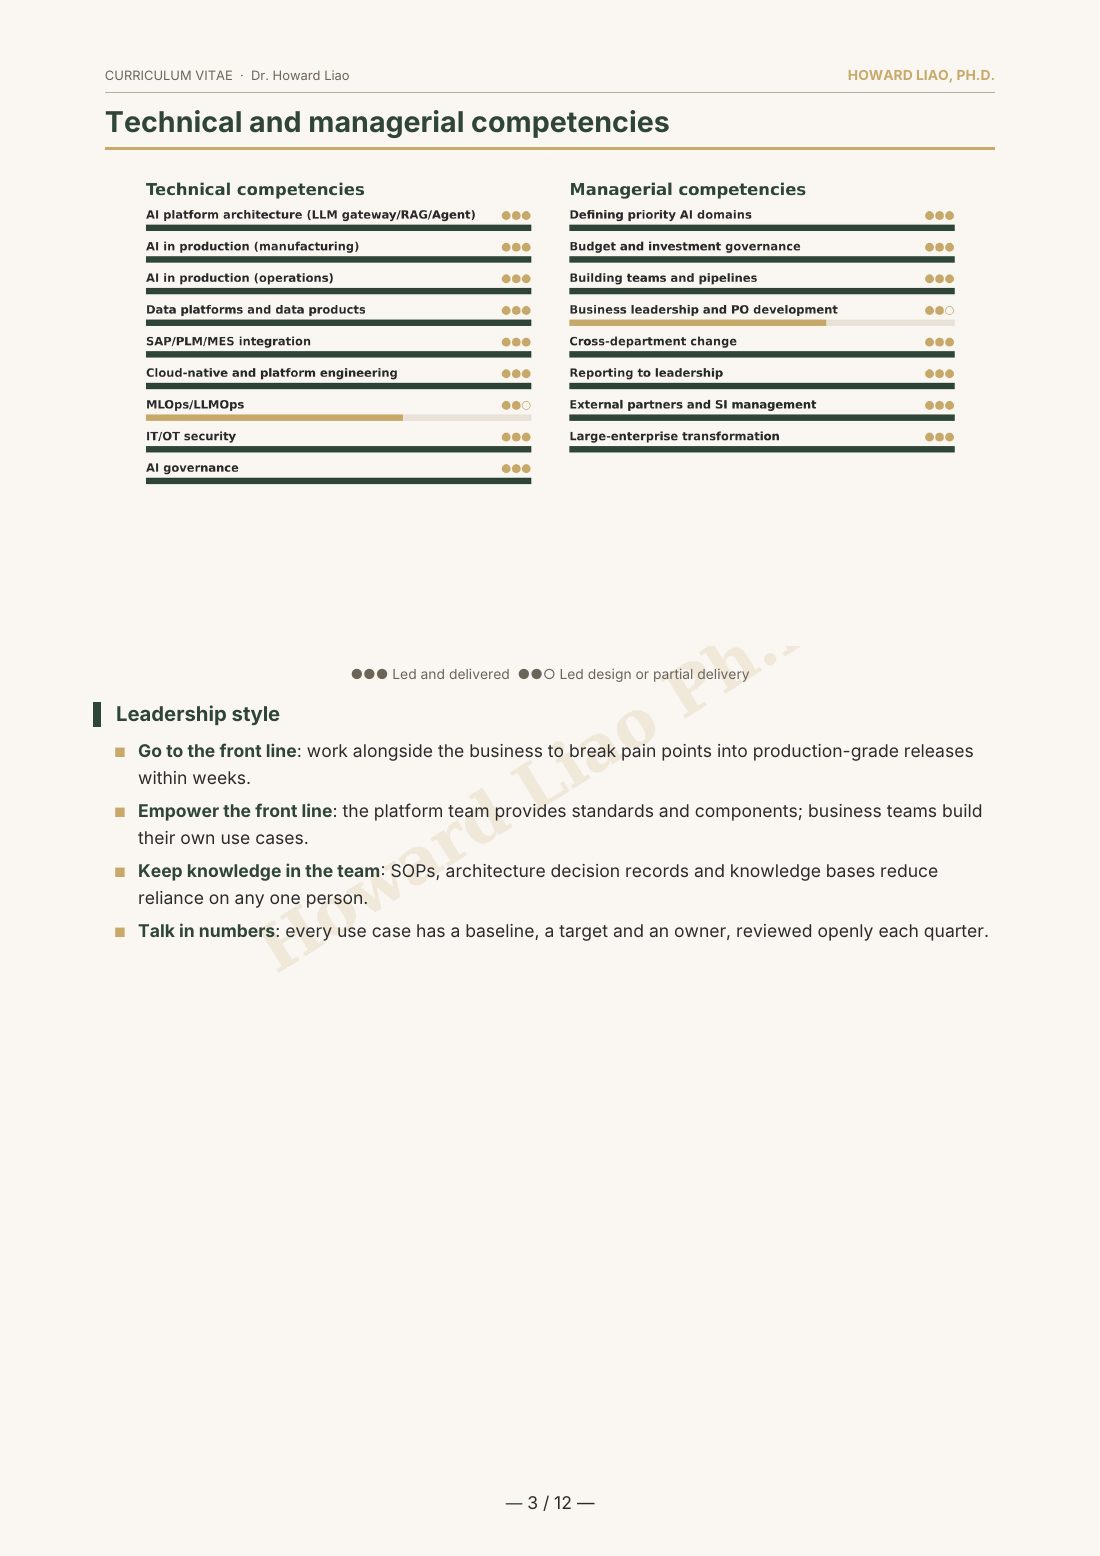 CURRICULUM VITAE · Dr. Howard Liao
HOWARD LIAO, PH.D.
Technical and managerial competencies
Technical competencies
AI platform architecture (LLM gateway/RAG/Agent) ●●●
AI in production (manufacturing) ●●●
AI in production (operations) ●●●
Data platforms and data products ●●●
SAP/PLM/MES integration ●●●
Cloud-native and platform engineering ●●●
MLOps/LLMOps ●●○
IT/OT security ●●●
AI governance ●●●
Managerial competencies
Defining priority AI domains ●●●
Budget and investment governance ●●●
Building teams and pipelines ●●●
Business leadership and PO development ●●○
Cross-department change ●●●
Reporting to leadership ●●●
External partners and SI management ●●●
Large-enterprise transformation ●●●
●●● Led and delivered ●●○ Led design or partial delivery
Howard Liao Ph.
Leadership style
■ Go to the front line: work alongside the business to break pain points into production-grade releases
within weeks.
■ Empower the front line: the platform team provides standards and components; business teams build
their own use cases.
■ Keep knowledge in the team: SOPs, architecture decision records and knowledge bases reduce
reliance on any one person.
■ Talk in numbers: every use case has a baseline, a target and an owner, reviewed openly each quarter.
— 3 / 12 —